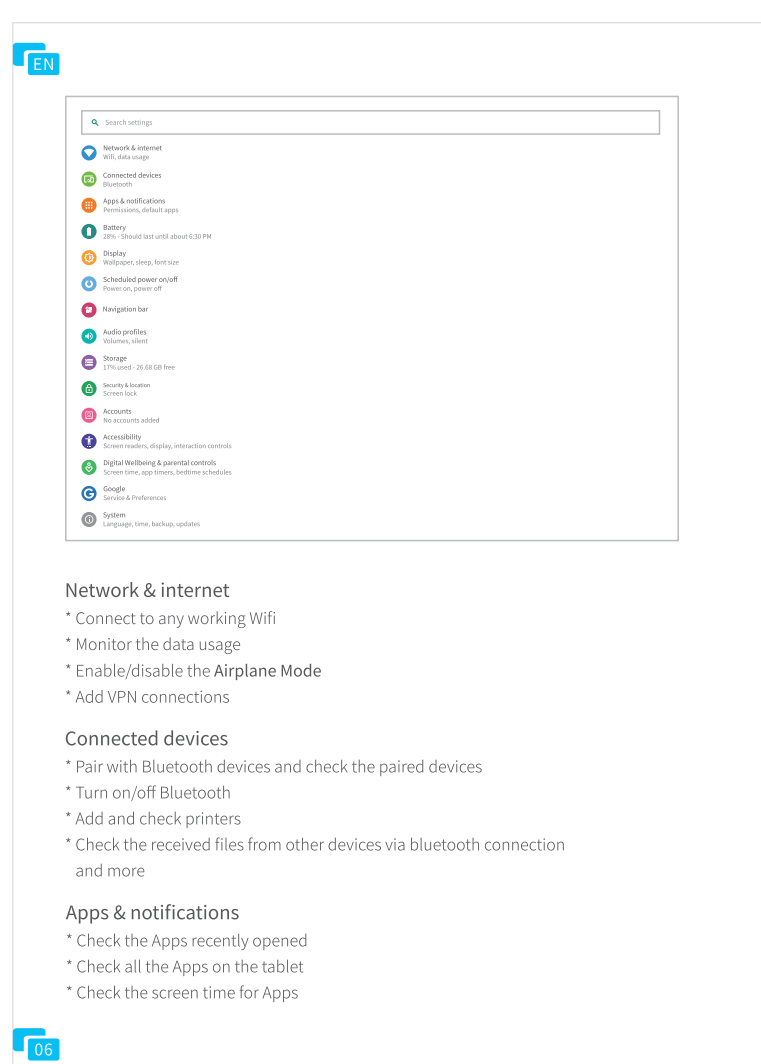 EN
Search settings
Network & internet
Wifi, data usage
Connected devices
Bluetooth
Apps & notifications
Permissions, default apps
Battery
28% - Should last until about 6:30 PM
Display
Wallpaper, sleep, font size
Scheduled power on/off
Power on, power off
Navigation bar
Audio profiles
Volumes, silent
Storage
17% used - 26.68 GB free
Security & location
Screen lock
Accounts
No accounts added
Accessibility
Screen readers, display, interaction controls
Digital Wellbeing & parental controls
Screen time, app timers, bedtime schedules
Google
Service & Preferences
System
Language, time, backup, updates
Network & internet
* Connect to any working Wifi
* Monitor the data usage
* Enable/disable the Airplane Mode
* Add VPN connections
Connected devices
* Pair with Bluetooth devices and check the paired devices
* Turn on/off Bluetooth
* Add and check printers
* Check the received files from other devices via bluetooth connection
and more
Apps & notifications
* Check the Apps recently opened
* Check all the Apps on the tablet
* Check the screen time for Apps
06